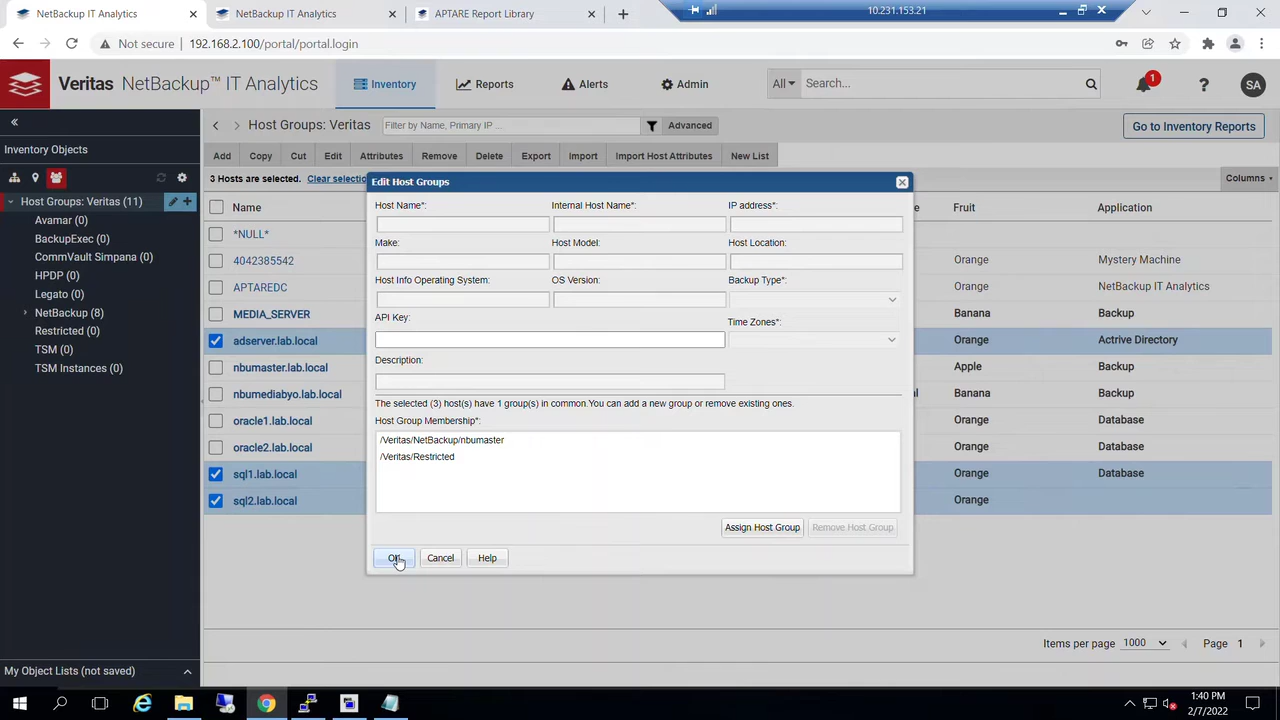 NetBackup IT Analytics
NetBackup IT Analytics
APTARE Report Library
10.231.153.21
Not secure
192.168.2.100/portal/portal.login
Veritas NetBackup™ IT Analytics
Inventory
Reports
Alerts
Admin
All
Search...
1
?
SA
Host Groups: Veritas
Filter by Name, Primary IP ...
Advanced
Go to Inventory Reports
Inventory Objects
Add Copy Cut Edit Attributes Remove Delete Export Import Import Host Attributes New List
3 Hosts are selected. Clear selectio
Columns
Host Groups: Veritas (11)
Avamar (0)
BackupExec (0)
CommVault Simpana (0)
HPDP (0)
Legato (0)
NetBackup (8)
Restricted (0)
TSM (0)
TSM Instances (0)
My Object Lists (not saved)
Name
e Fruit Application
*NULL*
4042385542 Orange Mystery Machine
APTAREDC Orange NetBackup IT Analytics
MEDIA_SERVER Banana Backup
adserver.lab.local Orange Actrive Directory
nbumaster.lab.local Apple Backup
nbumediabyo.lab.local al Banana Backup
oracle1.lab.local Orange Database
oracle2.lab.local Orange Database
sql1.lab.local Orange Database
sql2.lab.local Orange
Edit Host Groups
Host Name*: Internal Host Name*: IP address*:
Make: Host Model: Host Location:
Host Info Operating System: OS Version: Backup Type*:
API Key: Time Zones*:
Description:
The selected (3) host(s) have 1 group(s) in common.You can add a new group or remove existing ones.
Host Group Membership*:
/Veritas/NetBackup/nbumaster
/Veritas/Restricted
Assign Host Group Remove Host Group
OK Cancel Help
Items per page 1000 Page 1
1:40 PM
2/7/2022